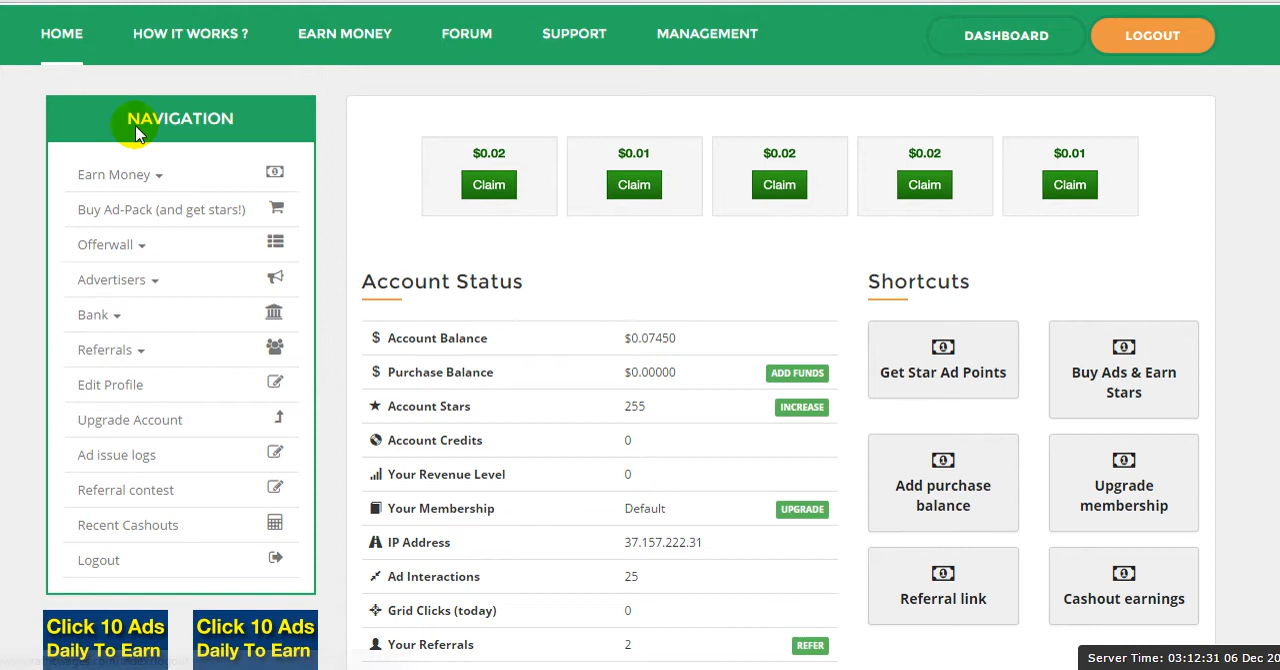 HOME HOW IT WORKS ? EARN MONEY FORUM SUPPORT MANAGEMENT DASHBOARD LOGOUT
NAVIGATION
Earn Money
Buy Ad-Pack (and get stars!)
Offerwall
Advertisers
Bank
Referrals
Edit Profile
Upgrade Account
Ad issue logs
Referral contest
Recent Cashouts
Logout
Click 10 Ads
Daily To Earn
Click 10 Ads
Daily To Earn
$0.02 $0.01 $0.02 $0.02 $0.01
Claim Claim Claim Claim Claim
Account Status
Account Balance $0.07450
Purchase Balance $0.00000 ADD FUNDS
Account Stars 255 INCREASE
Account Credits 0
Your Revenue Level 0
Your Membership Default UPGRADE
IP Address 37.157.222.31
Ad Interactions 25
Grid Clicks (today) 0
Your Referrals 2 REFER
Shortcuts
Get Star Ad Points
Buy Ads & Earn
Stars
Add purchase
balance
Upgrade
membership
Referral link
Cashout earnings
Server Time: 03:12:31 06 Dec 20